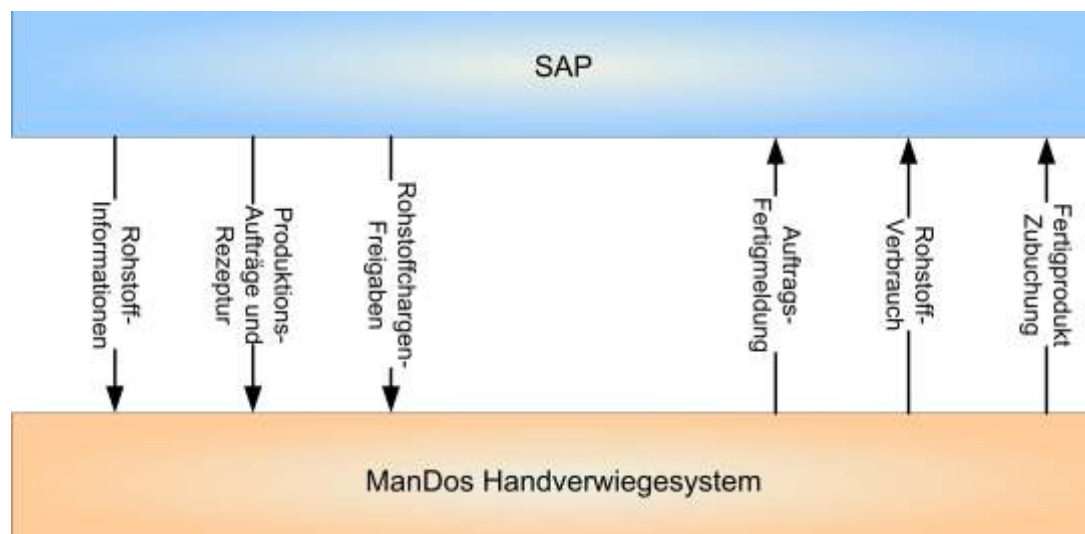 SAP
Rohstoff-
Informationen
Produktions-
Aufträge und
Rezeptur
Rohstoffchargen-
Freigaben
Auftrags-
Fertigmeldung
Rohstoff-
Verbrauch
Fertigprodukt
Zubuchung
ManDos Handverwiegesystem